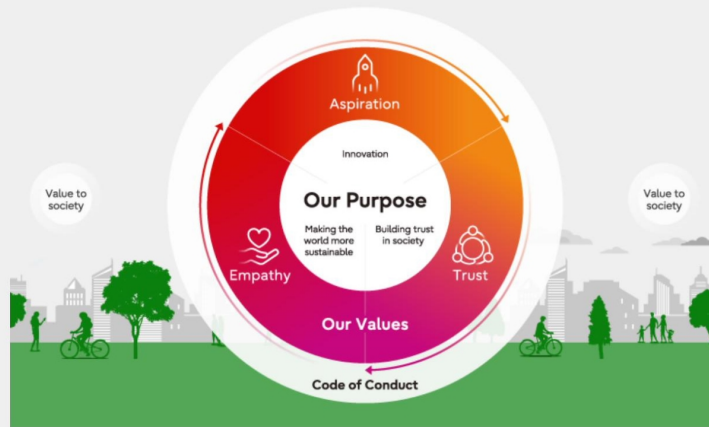 Aspiration
Innovation
Value to
society
Our Purpose
Value to
society
Making the
world more
sustainable
Building trust
in society
Empathy
Trust
Our Values
Code of Conduct